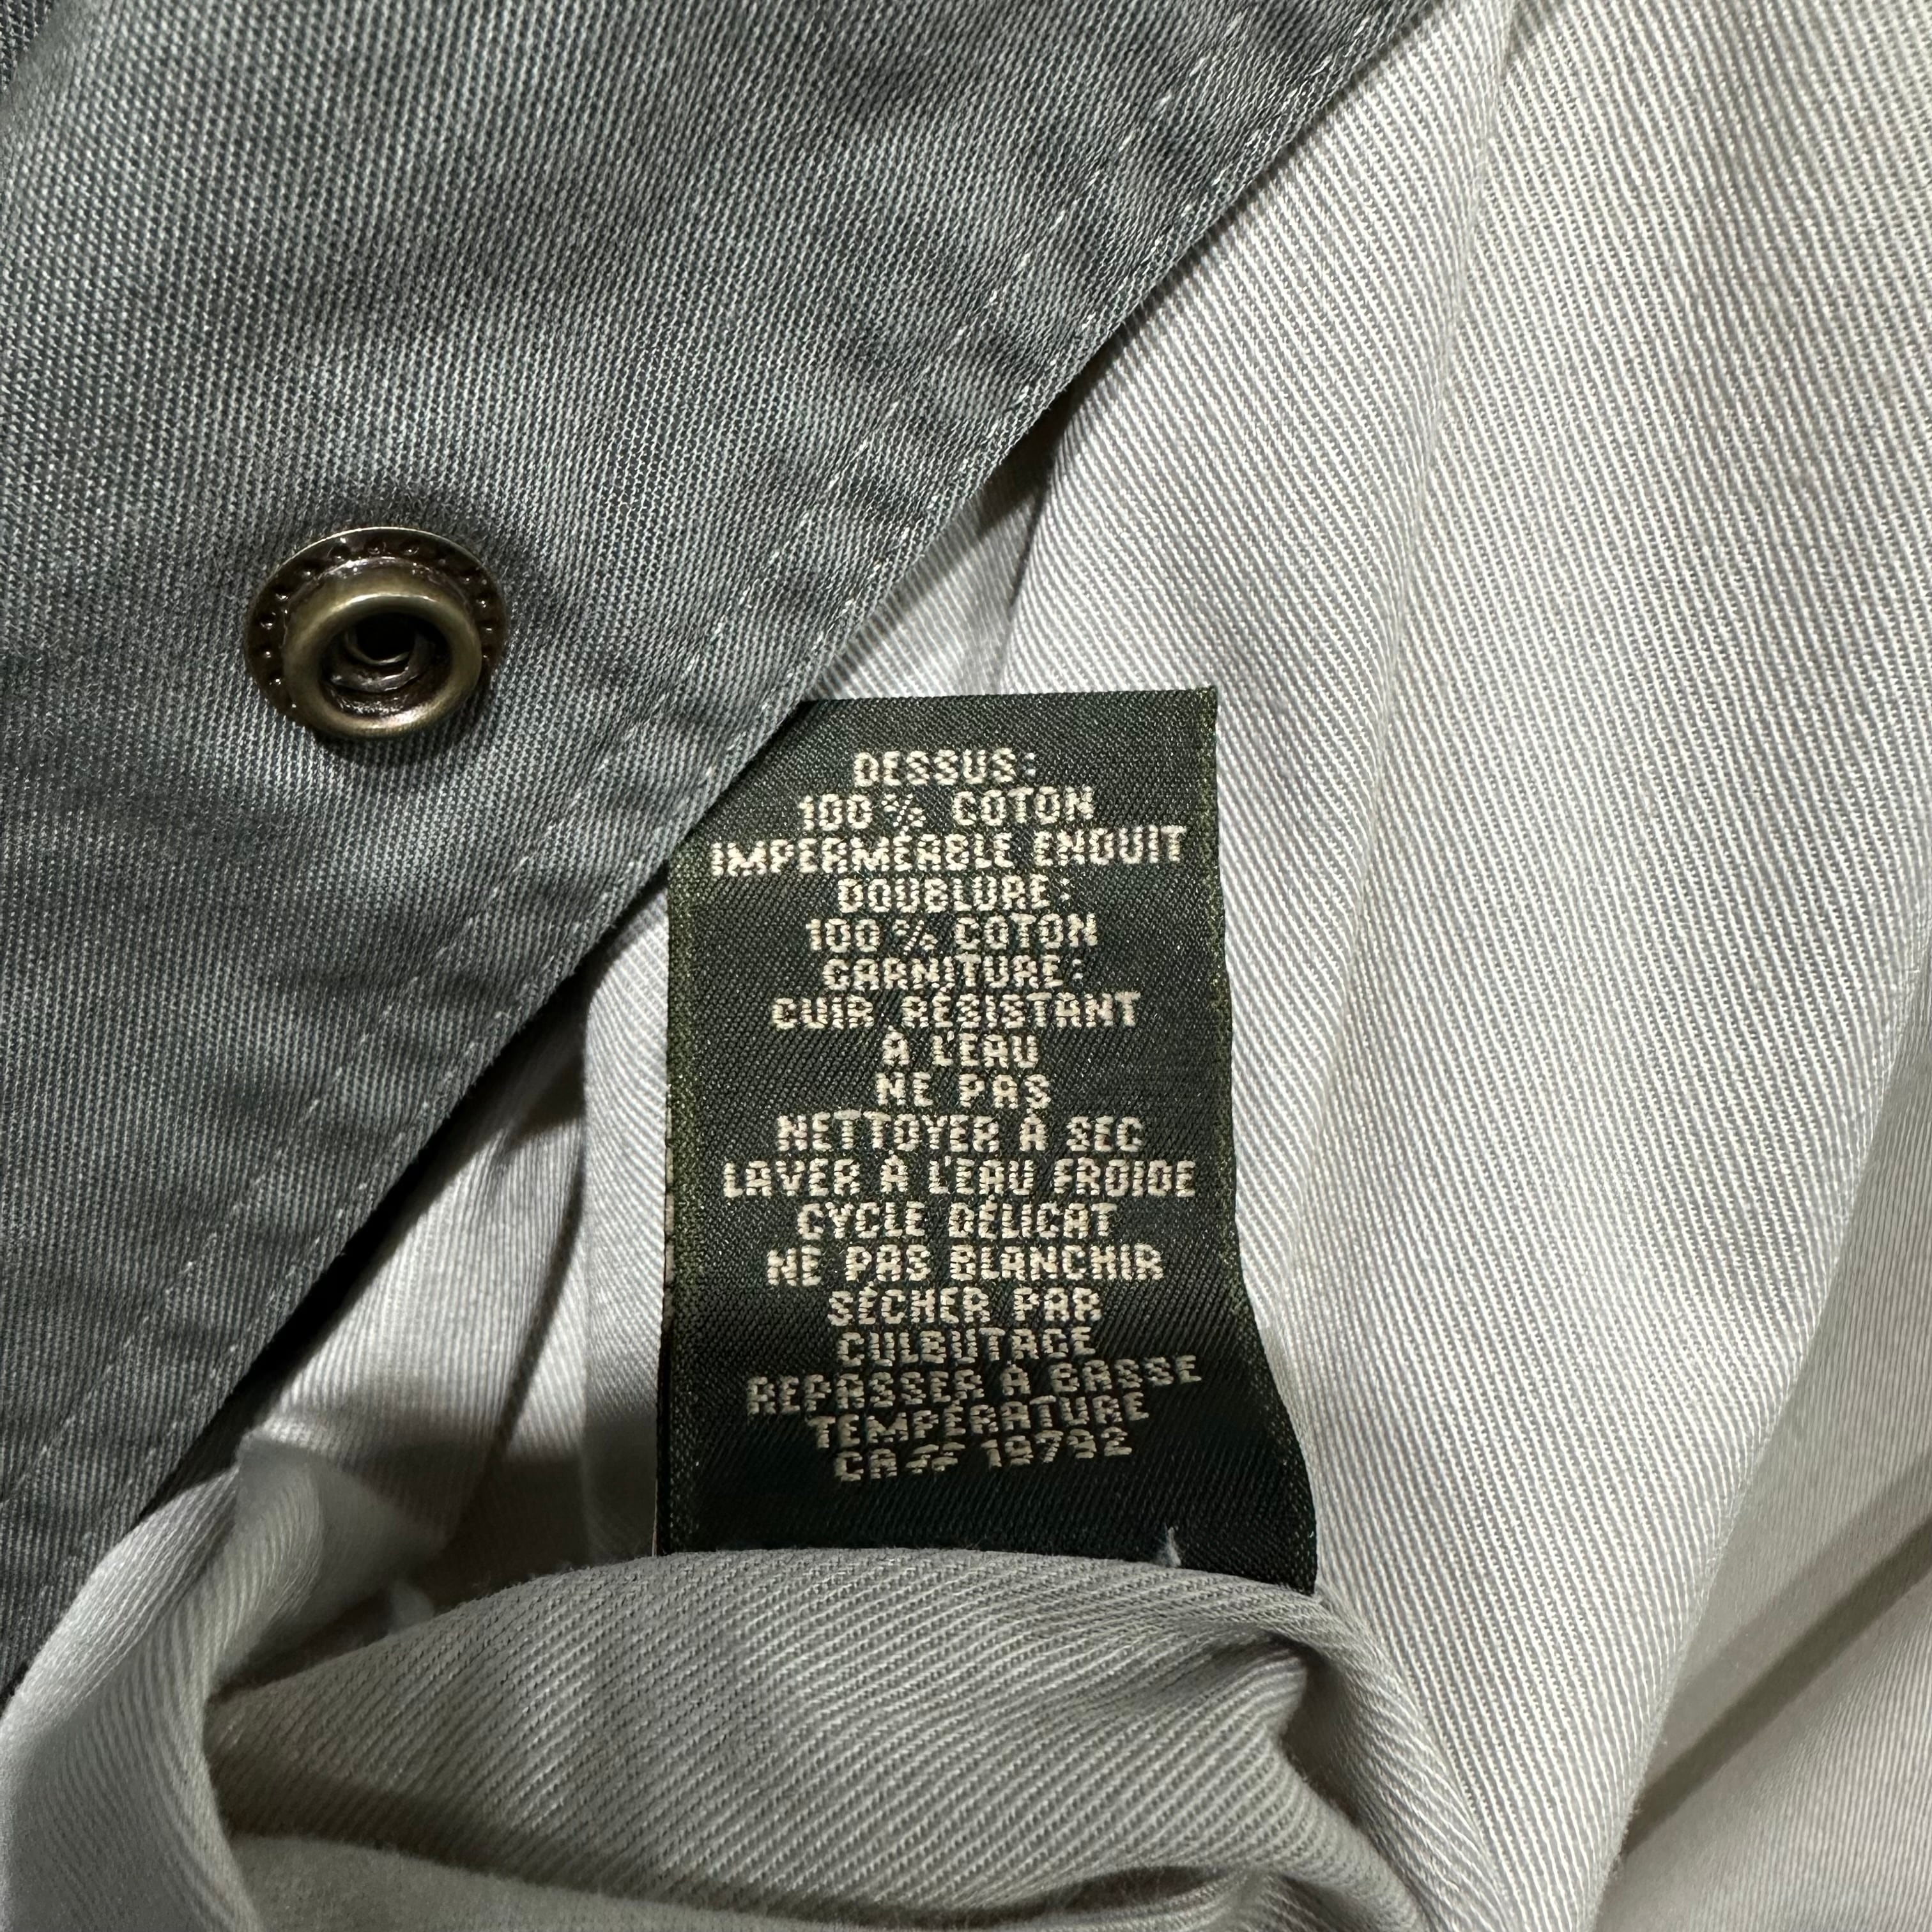 DESSUS:
100% COTON
IMPERMÉABLE ENDUIT
DOUBLURE:
100% COTON
GARNITURE:
CUIR RÉSISTANT
À L'EAU
NE PAS
NETTOYER À SEC
LAVER À L'EAU FROIDE
CYCLE DÉLICAT
NE PAS BLANCHIR
SÉCHER PAR
CULBUTAGE
REPASSER À BASSE
TEMPÉRATURE
CA# 19792